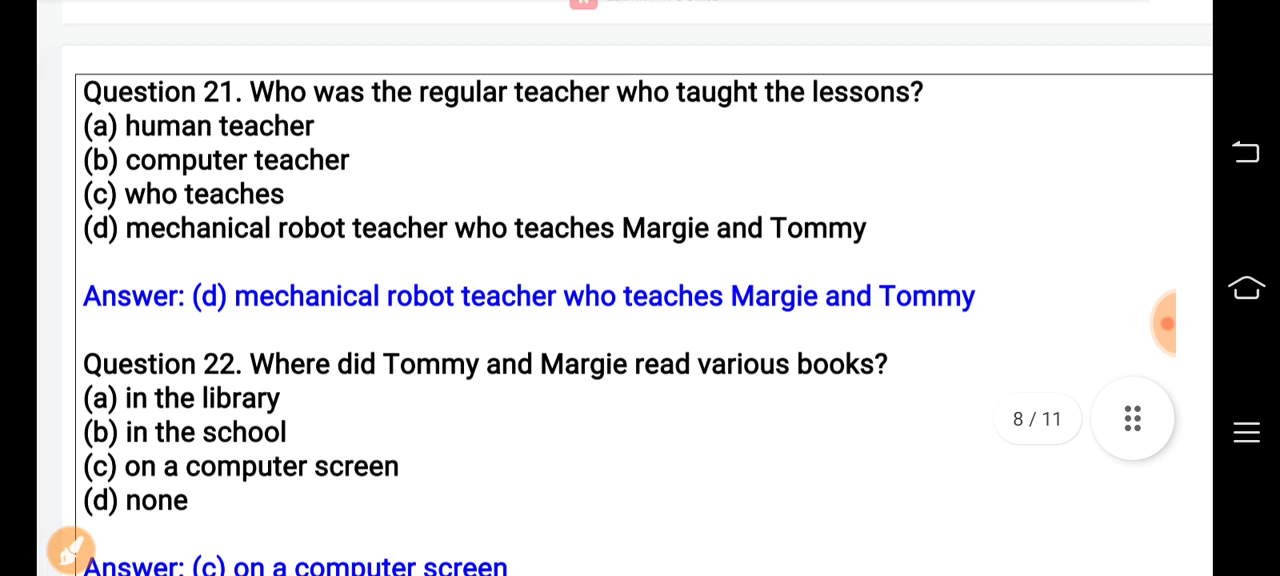 Question 21. Who was the regular teacher who taught the lessons?
(a) human teacher
(b) computer teacher
(c) who teaches
(d) mechanical robot teacher who teaches Margie and Tommy
Answer: (d) mechanical robot teacher who teaches Margie and Tommy
Question 22. Where did Tommy and Margie read various books?
(a) in the library
(b) in the school
(c) on a computer screen
(d) none
8 / 11
Answer: (c) on a computer screen